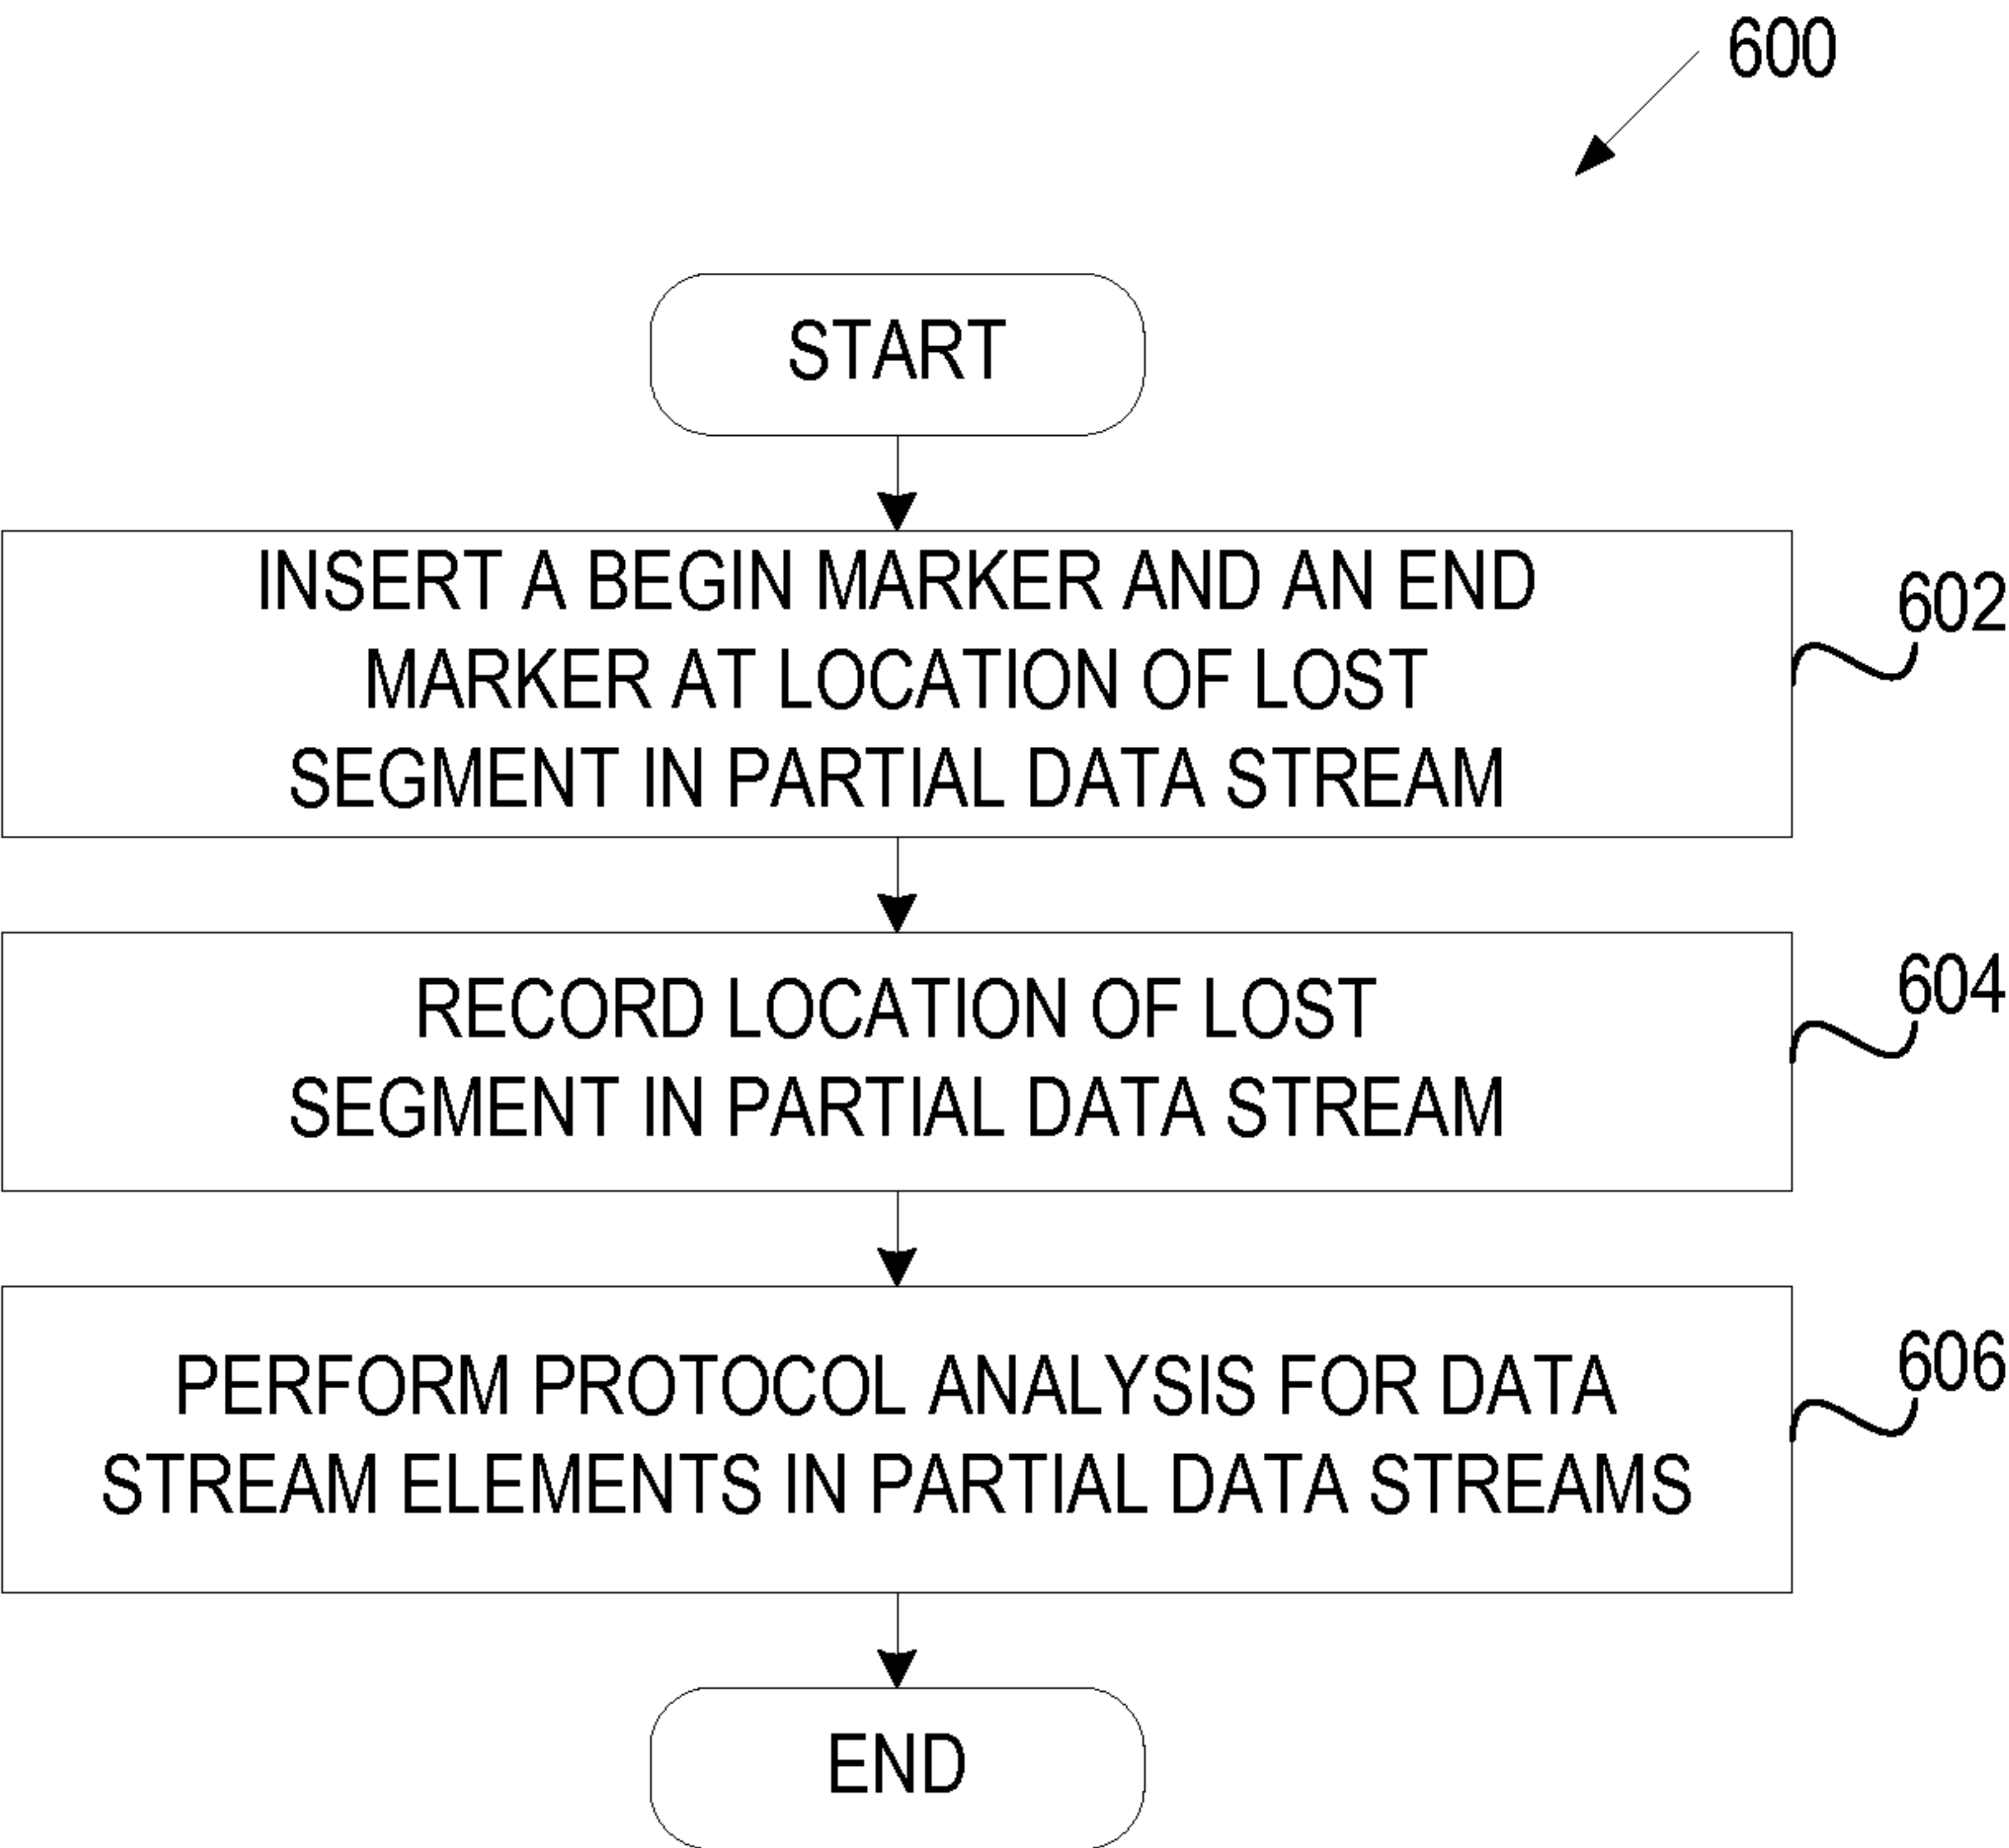 600
START
INSERT A BEGIN MARKER AND AN END
MARKER AT LOCATION OF LOST
SEGMENT IN PARTIAL DATA STREAM
602
RECORD LOCATION OF LOST
SEGMENT IN PARTIAL DATA STREAM
604
PERFORM PROTOCOL ANALYSIS FOR DATA
STREAM ELEMENTS IN PARTIAL DATA STREAMS
606
END